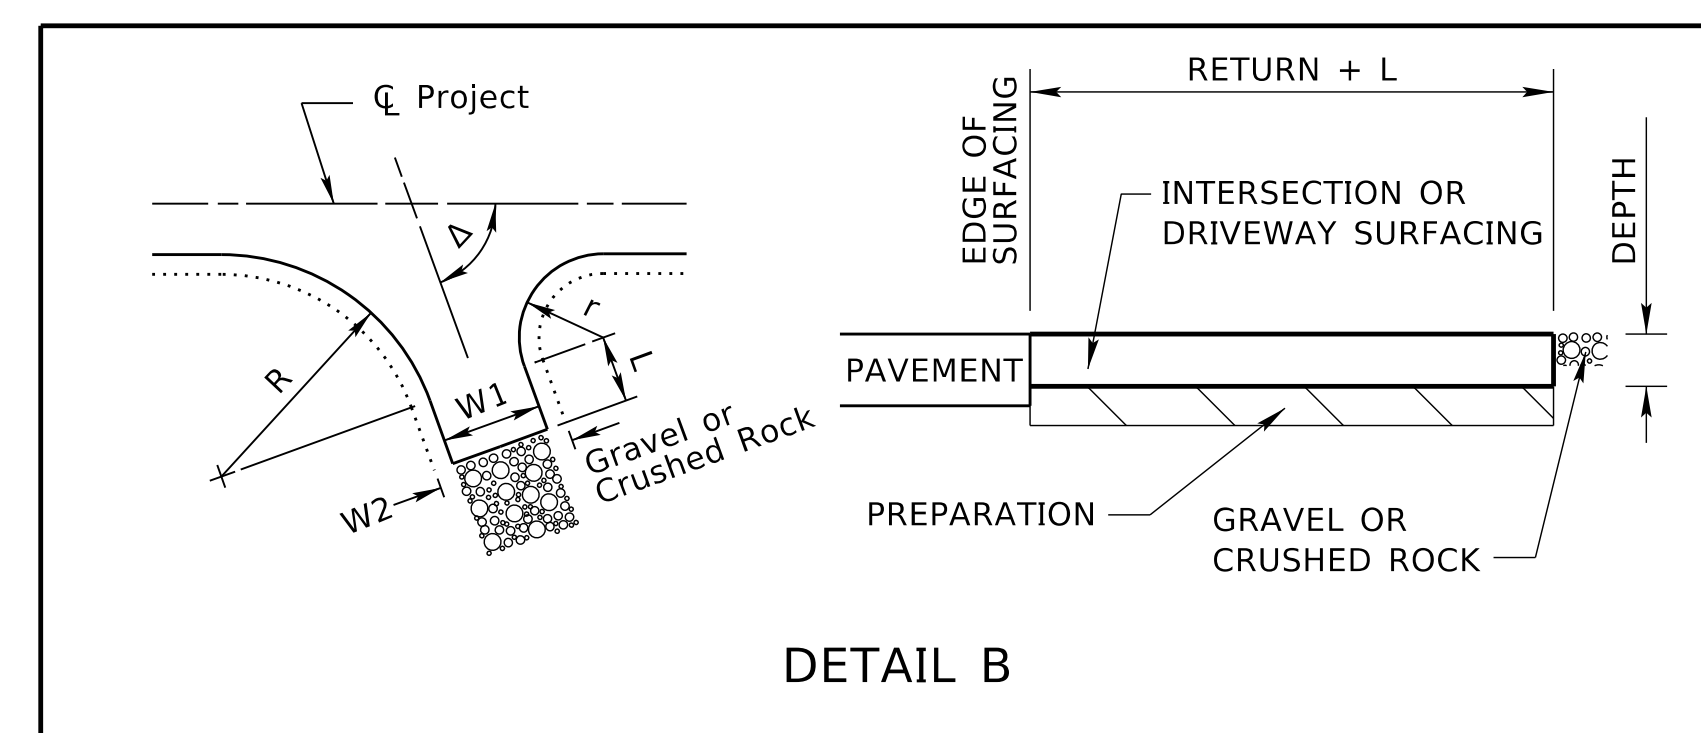 ℄ Project
Δ
R
r
L
W1
W2
Gravel or
Crushed Rock
RETURN + L
EDGE OF
SURFACING
INTERSECTION OR
DRIVEWAY SURFACING
DEPTH
PAVEMENT
PREPARATION
GRAVEL OR
CRUSHED ROCK
DETAIL B